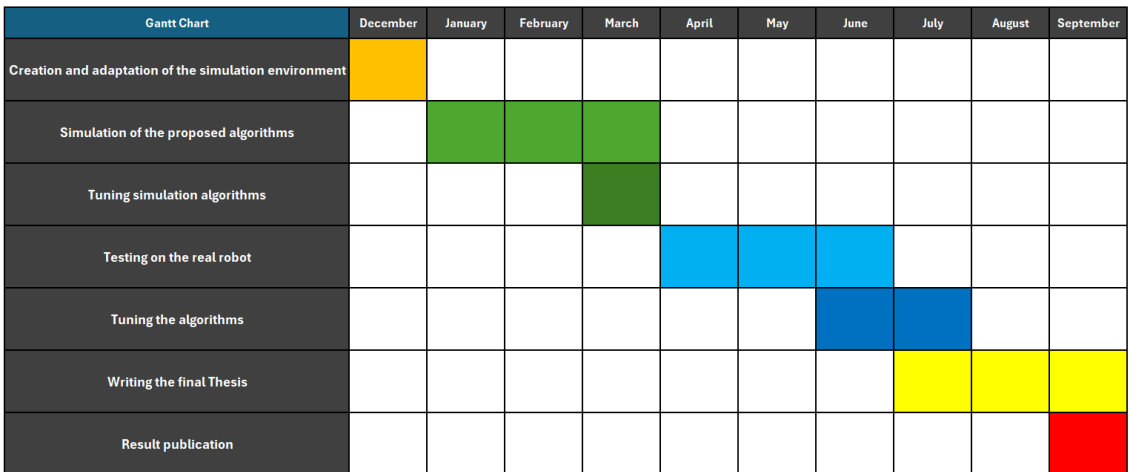 Gantt Chart December January February March April May June July August September
Creation and adaptation of the simulation environment
Simulation of the proposed algorithms
Tuning simulation algorithms
Testing on the real robot
Tuning the algorithms
Writing the final Thesis
Result publication